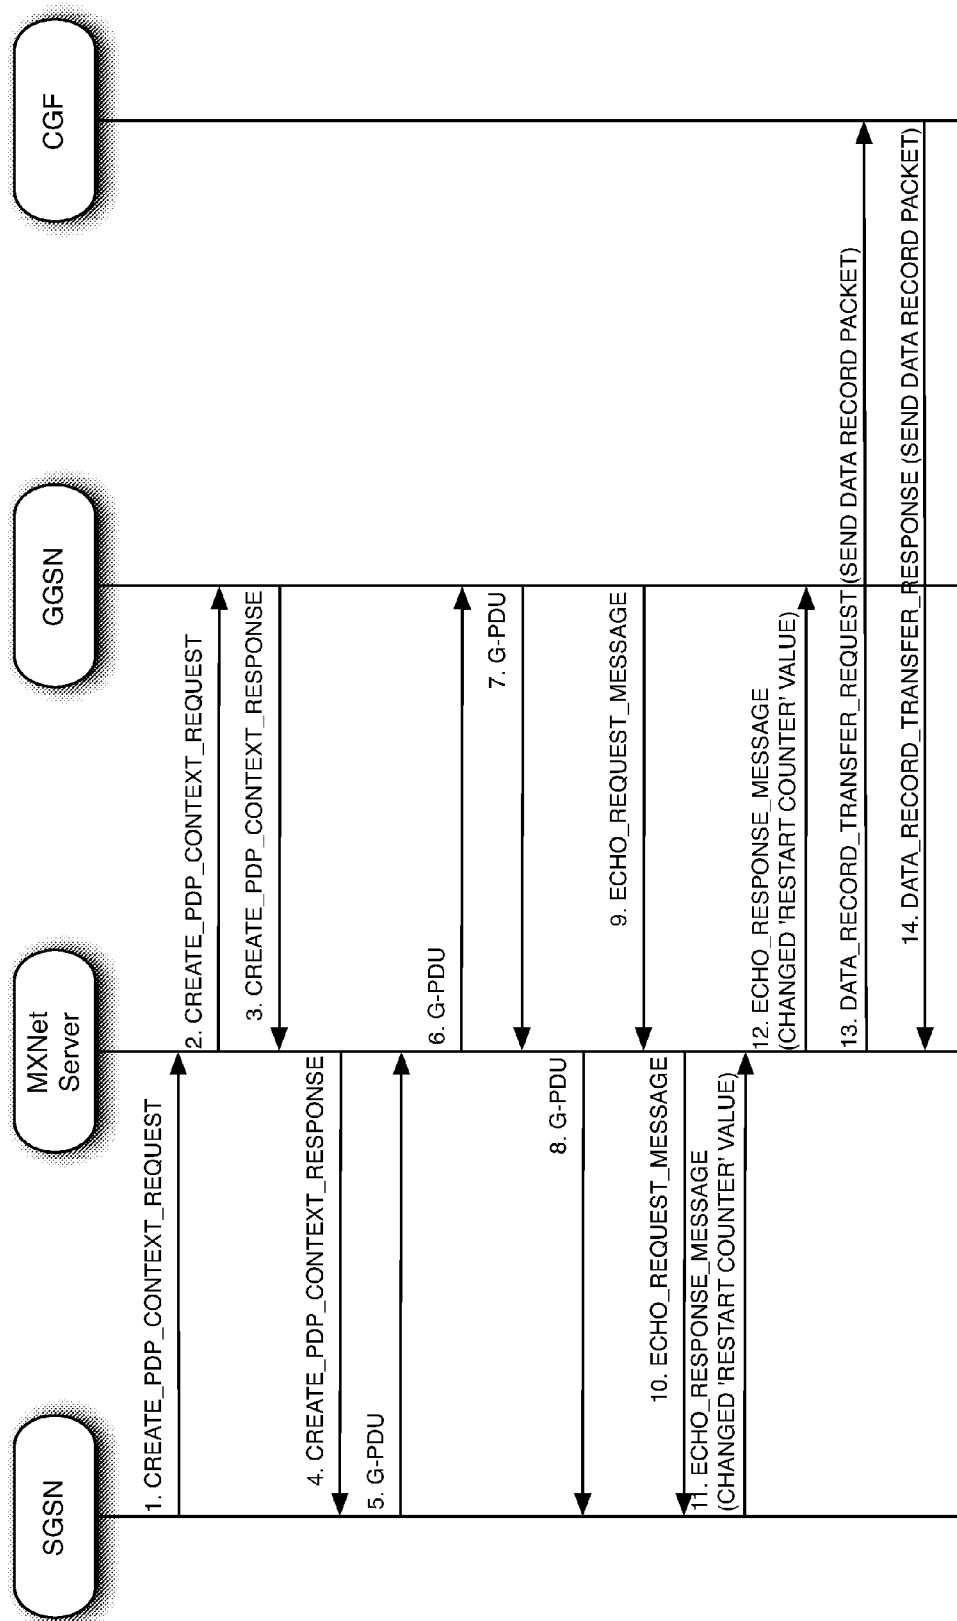 SGSN
MXNet
Server
GGSN
CGF
1. CREATE_PDP_CONTEXT_REQUEST
2. CREATE_PDP_CONTEXT_REQUEST
3. CREATE_PDP_CONTEXT_RESPONSE
4. CREATE_PDP_CONTEXT_RESPONSE
5. G-PDU
6. G-PDU
7. G-PDU
8. G-PDU
9. ECHO_REQUEST_MESSAGE
10. ECHO_REQUEST_MESSAGE
11. ECHO_RESPONSE_MESSAGE
(CHANGED 'RESTART COUNTER' VALUE)
12. ECHO_RESPONSE_MESSAGE
(CHANGED 'RESTART COUNTER' VALUE)
13. DATA_RECORD_TRANSFER_REQUEST (SEND DATA RECORD PACKET)
14. DATA_RECORD_TRANSFER_RESPONSE (SEND DATA RECORD PACKET)